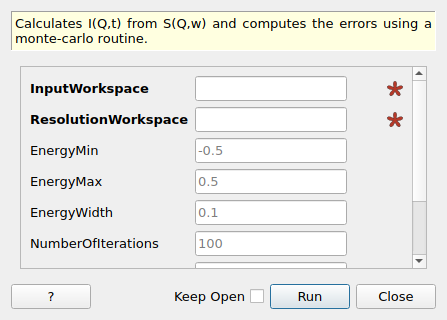 Calculates I(Q,t) from S(Q,w) and computes the errors using a
monte-carlo routine.
InputWorkspace *
ResolutionWorkspace *
EnergyMin -0.5
EnergyMax 0.5
EnergyWidth 0.1
NumberOfIterations 100
? Keep Open Run Close